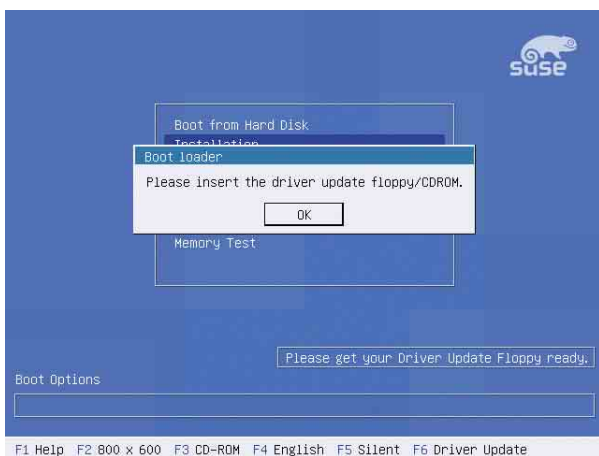 SUSE
Boot from Hard Disk
Installation
Boot loader
Please insert the driver update floppy/CDROM.
OK
Memory Test
Please get your Driver Update Floppy ready.
Boot Options
F1 Help F2 800 x 600 F3 CD-ROM F4 English F5 Silent F6 Driver Update